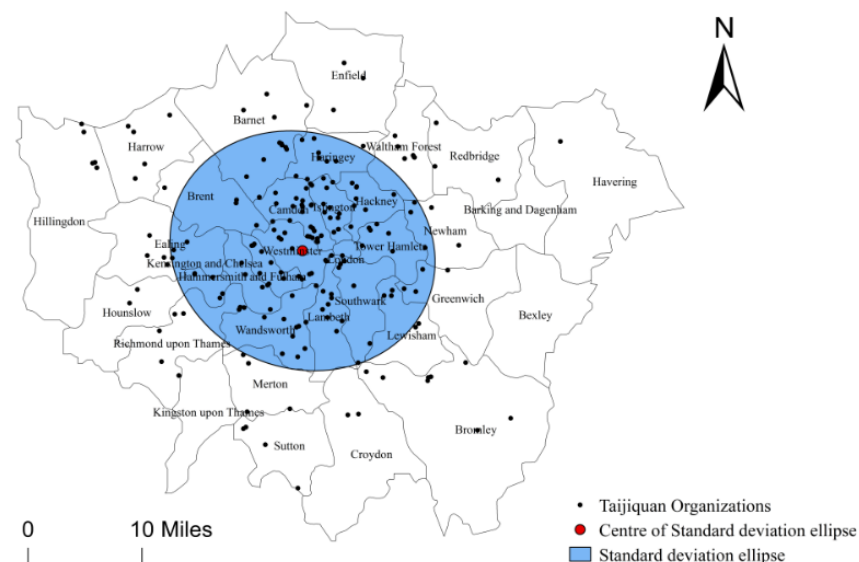 N
Enfield
Barnet
Harrow
Haringey
Waltham Forest
Redbridge
Havering
Brent
Camden
Islington
Hackney
Barking and Dagenham
Hillingdon
Newham
Ealing
Westminster
Tower Hamlets
London
Kensington and Chelsea
Hammersmith and Fulham
Hounslow
Southwark
Greenwich
Bexley
Lambeth
Wandsworth
Lewisham
Richmond upon Thames
Merton
Kingston upon Thames
Bromley
Sutton
Croydon
Taijiquan Organizations
0
10 Miles
Centre of Standard deviation ellipse
Standard deviation ellipse